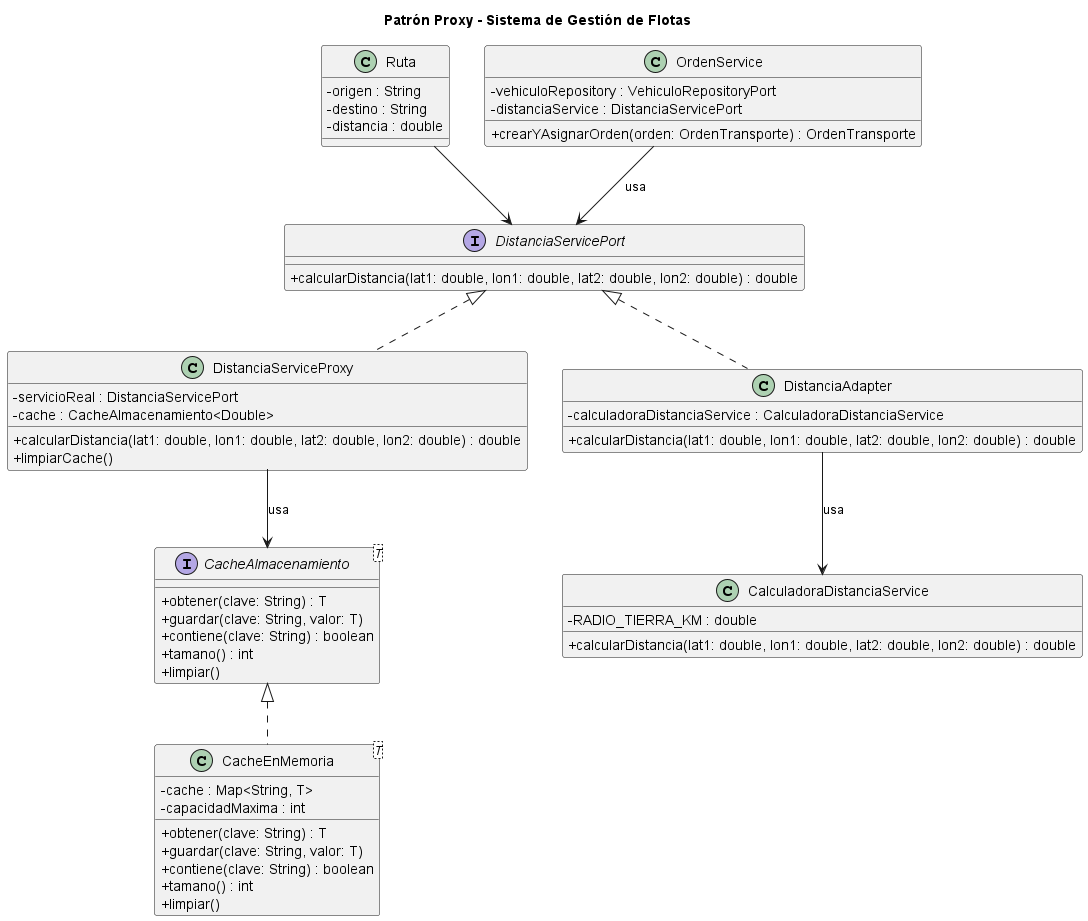 Patrón Proxy - Sistema de Gestión de Flotas
C Ruta
-origen : String
-destino : String
-distancia : double
C OrdenService
-vehiculoRepository : VehiculoRepositoryPort
-distanciaService : DistanciaServicePort
+crearYAsignarOrden(orden: OrdenTransporte) : OrdenTransporte
usa
I DistanciaServicePort
+calcularDistancia(lat1: double, lon1: double, lat2: double, lon2: double) : double
C DistanciaServiceProxy
-servicioReal : DistanciaServicePort
-cache : CacheAlmacenamiento<Double>
+calcularDistancia(lat1: double, lon1: double, lat2: double, lon2: double) : double
+limpiarCache()
C DistanciaAdapter
-calculadoraDistanciaService : CalculadoraDistanciaService
+calcularDistancia(lat1: double, lon1: double, lat2: double, lon2: double) : double
usa
usa
I CacheAlmacenamiento T
+obtener(clave: String) : T
+guardar(clave: String, valor: T)
+contiene(clave: String) : boolean
+tamano() : int
+limpiar()
C CalculadoraDistanciaService
-RADIO_TIERRA_KM : double
+calcularDistancia(lat1: double, lon1: double, lat2: double, lon2: double) : double
C CacheEnMemoria T
-cache : Map<String, T>
-capacidadMaxima : int
+obtener(clave: String) : T
+guardar(clave: String, valor: T)
+contiene(clave: String) : boolean
+tamano() : int
+limpiar()